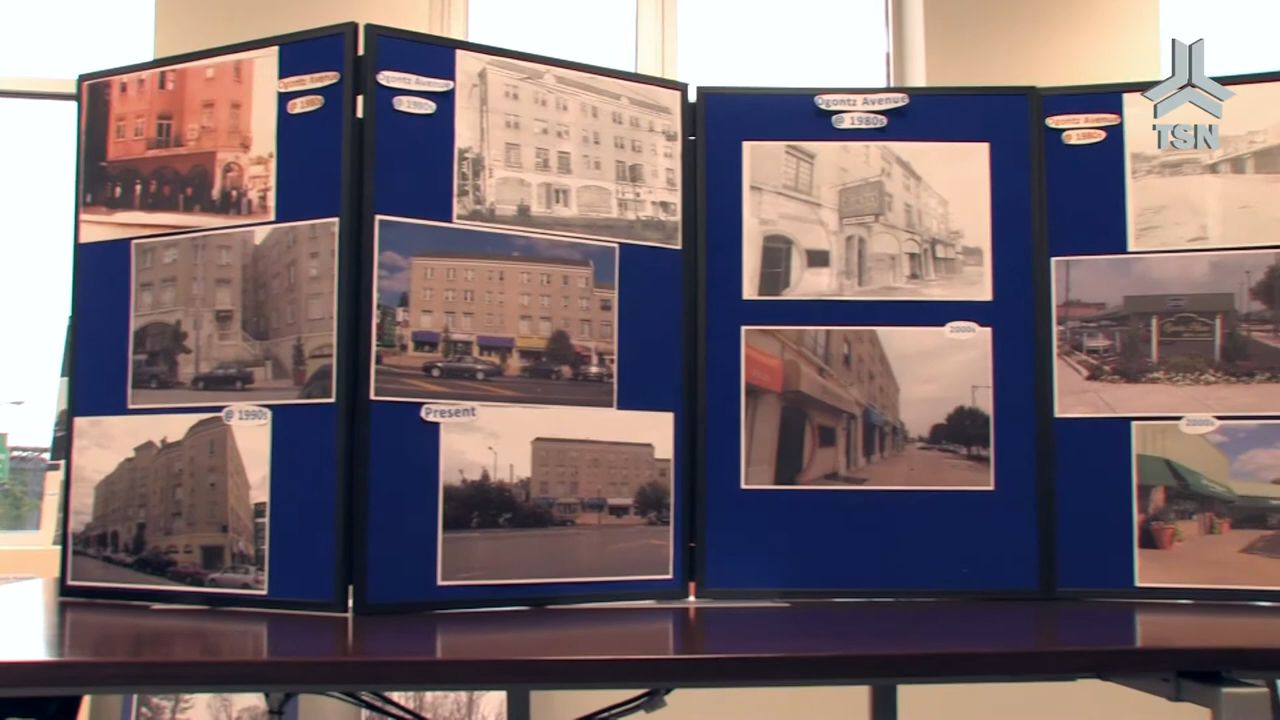 Ogontz Avenue
@ 1980s
@ 1990s
Ogontz Avenue
@ 1980s
Present
Ogontz Avenue
@ 1980s
2000s
Ogontz Avenue
@ 1980s
2000s
TSN